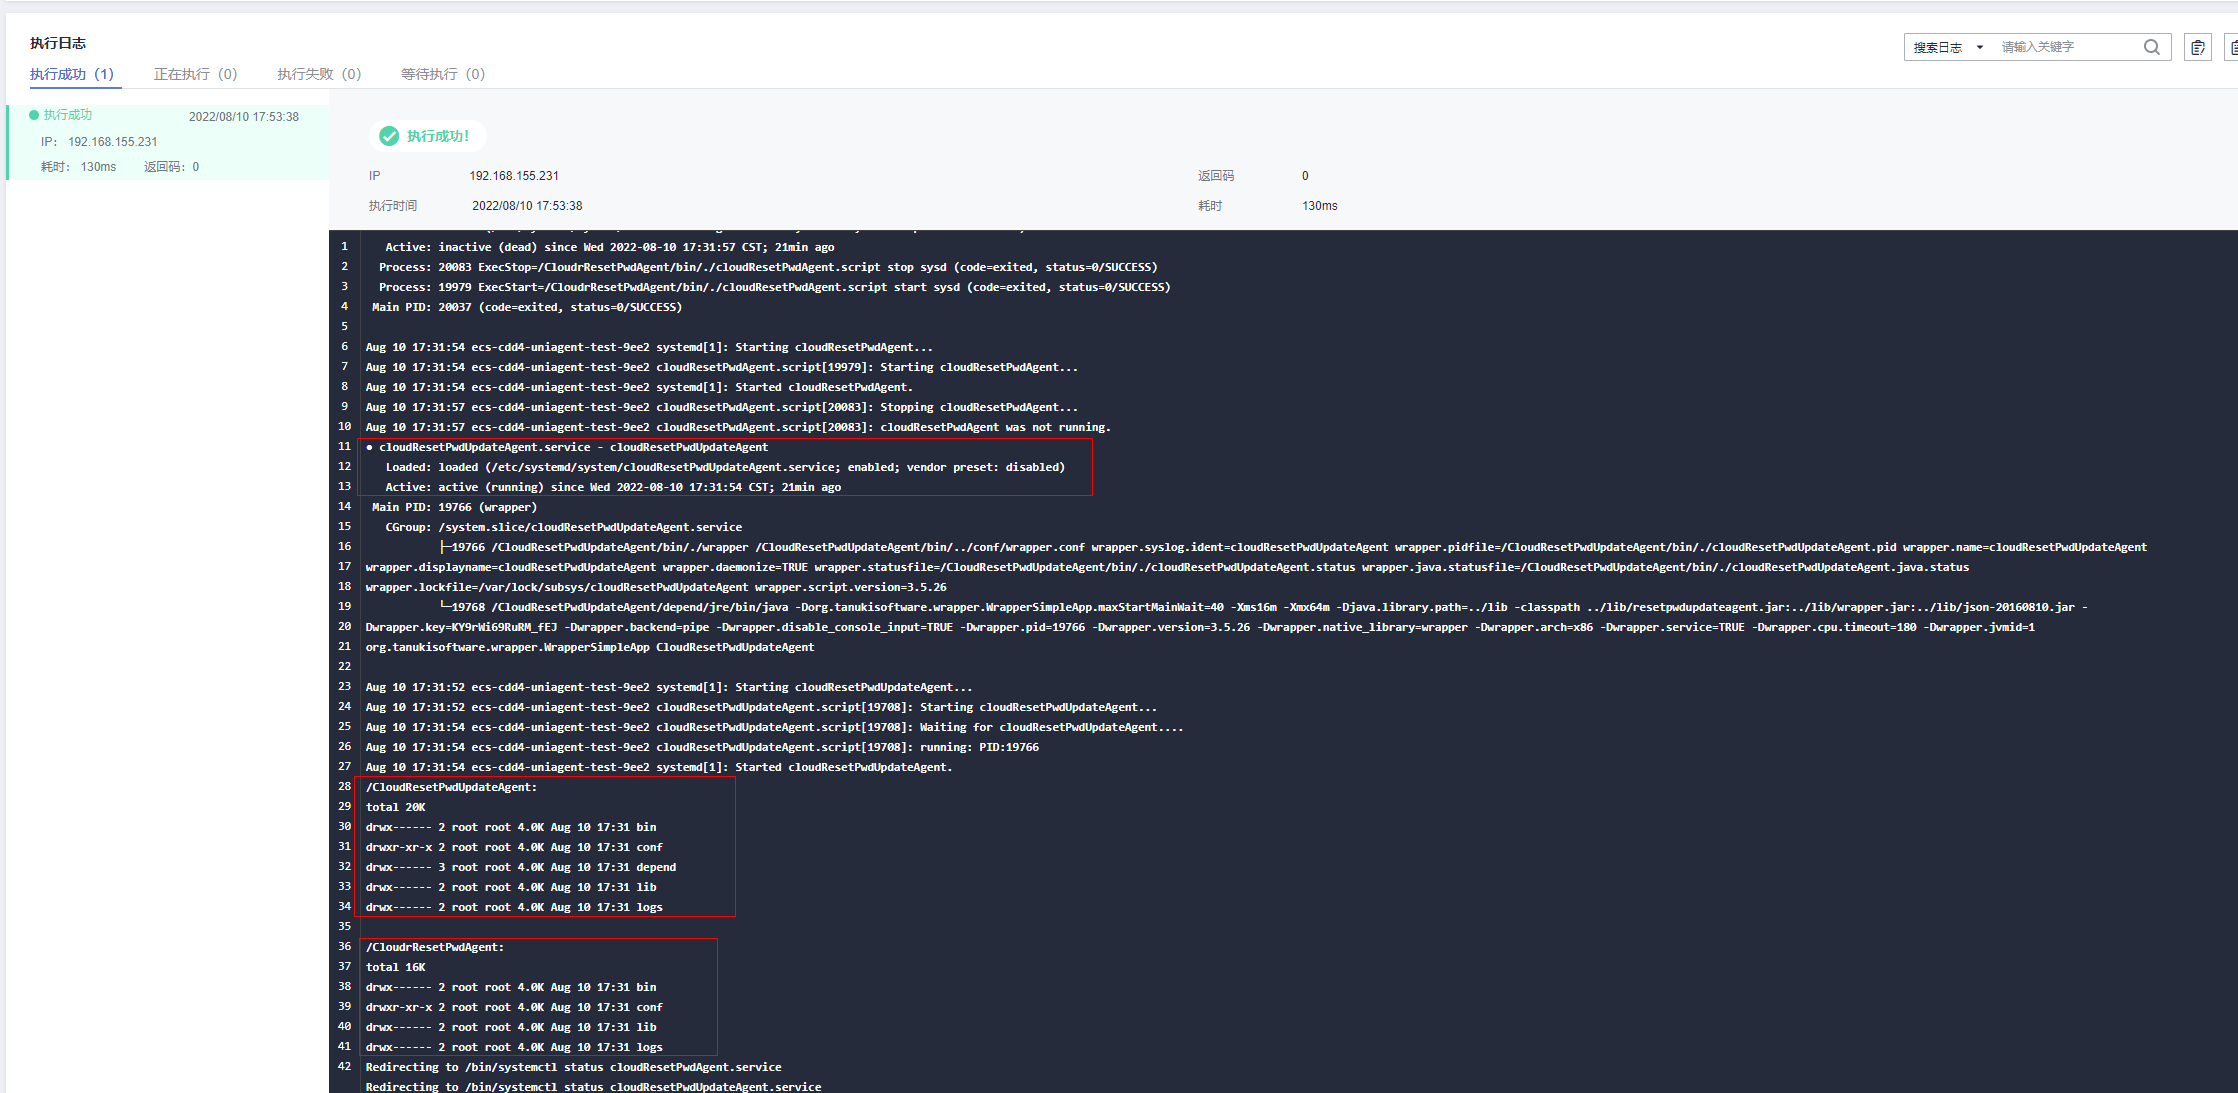 执行日志
搜索日志 请输入关键字
执行成功（1） 正在执行（0） 执行失败（0） 等待执行（0）
执行成功 2022/08/10 17:53:38
IP： 192.168.155.231
耗时： 130ms 返回码：0
执行成功！
IP 192.168.155.231 返回码 0
执行时间 2022/08/10 17:53:38 耗时 130ms
1 Active: inactive (dead) since Wed 2022-08-10 17:31:57 CST; 21min ago
2 Process: 20083 ExecStop=/CloudrResetPwdAgent/bin/./cloudResetPwdAgent.script stop sysd (code=exited, status=0/SUCCESS)
3 Process: 19979 ExecStart=/CloudrResetPwdAgent/bin/./cloudResetPwdAgent.script start sysd (code=exited, status=0/SUCCESS)
4 Main PID: 20037 (code=exited, status=0/SUCCESS)
5
6 Aug 10 17:31:54 ecs-cdd4-uniagent-test-9ee2 systemd[1]: Starting cloudResetPwdAgent...
7 Aug 10 17:31:54 ecs-cdd4-uniagent-test-9ee2 cloudResetPwdAgent.script[19979]: Starting cloudResetPwdAgent...
8 Aug 10 17:31:54 ecs-cdd4-uniagent-test-9ee2 systemd[1]: Started cloudResetPwdAgent.
9 Aug 10 17:31:57 ecs-cdd4-uniagent-test-9ee2 cloudResetPwdAgent.script[20083]: Stopping cloudResetPwdAgent...
10 Aug 10 17:31:57 ecs-cdd4-uniagent-test-9ee2 cloudResetPwdAgent.script[20083]: cloudResetPwdAgent was not running.
11 ● cloudResetPwdUpdateAgent.service - cloudResetPwdUpdateAgent
12 Loaded: loaded (/etc/systemd/system/cloudResetPwdUpdateAgent.service; enabled; vendor preset: disabled)
13 Active: active (running) since Wed 2022-08-10 17:31:54 CST; 21min ago
14 Main PID: 19766 (wrapper)
15 CGroup: /system.slice/cloudResetPwdUpdateAgent.service
16 ├─19766 /CloudResetPwdUpdateAgent/bin/./wrapper /CloudResetPwdUpdateAgent/bin/../conf/wrapper.conf wrapper.syslog.ident=cloudResetPwdUpdateAgent wrapper.pidfile=/CloudResetPwdUpdateAgent/bin/./cloudResetPwdUpdateAgent.pid wrapper.name=cloudResetPwdUpdateAgent
17 wrapper.displayname=cloudResetPwdUpdateAgent wrapper.daemonize=TRUE wrapper.statusfile=/CloudResetPwdUpdateAgent/bin/./cloudResetPwdUpdateAgent.status wrapper.java.statusfile=/CloudResetPwdUpdateAgent/bin/./cloudResetPwdUpdateAgent.java.status
18 wrapper.lockfile=/var/lock/subsys/cloudResetPwdUpdateAgent wrapper.script.version=3.5.26
19 └─19768 /CloudResetPwdUpdateAgent/depend/jre/bin/java -Dorg.tanukisoftware.wrapper.WrapperSimpleApp.maxStartMainWait=40 -Xms16m -Xmx64m -Djava.library.path=../lib -classpath ../lib/resetpwdupdateagent.jar:../lib/wrapper.jar:../lib/json-20160810.jar -
20 Dwrapper.key=KY9rWi69RuRM_fEJ -Dwrapper.backend=pipe -Dwrapper.disable_console_input=TRUE -Dwrapper.pid=19766 -Dwrapper.version=3.5.26 -Dwrapper.native_library=wrapper -Dwrapper.arch=x86 -Dwrapper.service=TRUE -Dwrapper.cpu.timeout=180 -Dwrapper.jvmid=1
21 org.tanukisoftware.wrapper.WrapperSimpleApp CloudResetPwdUpdateAgent
22
23 Aug 10 17:31:52 ecs-cdd4-uniagent-test-9ee2 systemd[1]: Starting cloudResetPwdUpdateAgent...
24 Aug 10 17:31:52 ecs-cdd4-uniagent-test-9ee2 cloudResetPwdUpdateAgent.script[19708]: Starting cloudResetPwdUpdateAgent...
25 Aug 10 17:31:54 ecs-cdd4-uniagent-test-9ee2 cloudResetPwdUpdateAgent.script[19708]: Waiting for cloudResetPwdUpdateAgent....
26 Aug 10 17:31:54 ecs-cdd4-uniagent-test-9ee2 cloudResetPwdUpdateAgent.script[19708]: running: PID:19766
27 Aug 10 17:31:54 ecs-cdd4-uniagent-test-9ee2 systemd[1]: Started cloudResetPwdUpdateAgent.
28 /CloudResetPwdUpdateAgent:
29 total 20K
30 drwx------ 2 root root 4.0K Aug 10 17:31 bin
31 drwxr-xr-x 2 root root 4.0K Aug 10 17:31 conf
32 drwx------ 3 root root 4.0K Aug 10 17:31 depend
33 drwx------ 2 root root 4.0K Aug 10 17:31 lib
34 drwx------ 2 root root 4.0K Aug 10 17:31 logs
35
36 /CloudrResetPwdAgent:
37 total 16K
38 drwx------ 2 root root 4.0K Aug 10 17:31 bin
39 drwxr-xr-x 2 root root 4.0K Aug 10 17:31 conf
40 drwx------ 2 root root 4.0K Aug 10 17:31 lib
41 drwx------ 2 root root 4.0K Aug 10 17:31 logs
42 Redirecting to /bin/systemctl status cloudResetPwdAgent.service
Redirecting to /bin/systemctl status cloudResetPwdUpdateAgent.service